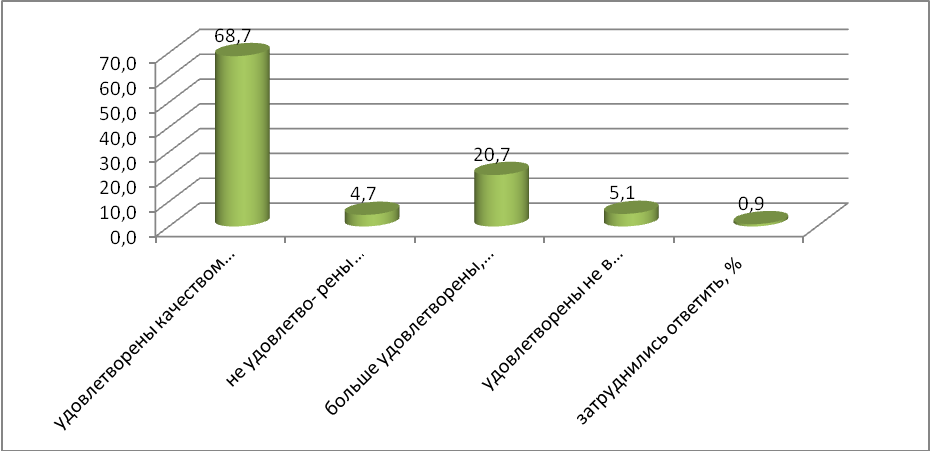 68,7
4,7
20,7
5,1
0,9
70,0
60,0
50,0
40,0
30,0
20,0
10,0
0,0
удовлетворены качеством...
не удовлетво- рены...
больше удовлетворены,...
удовлетворены не в...
затруднились ответить, %